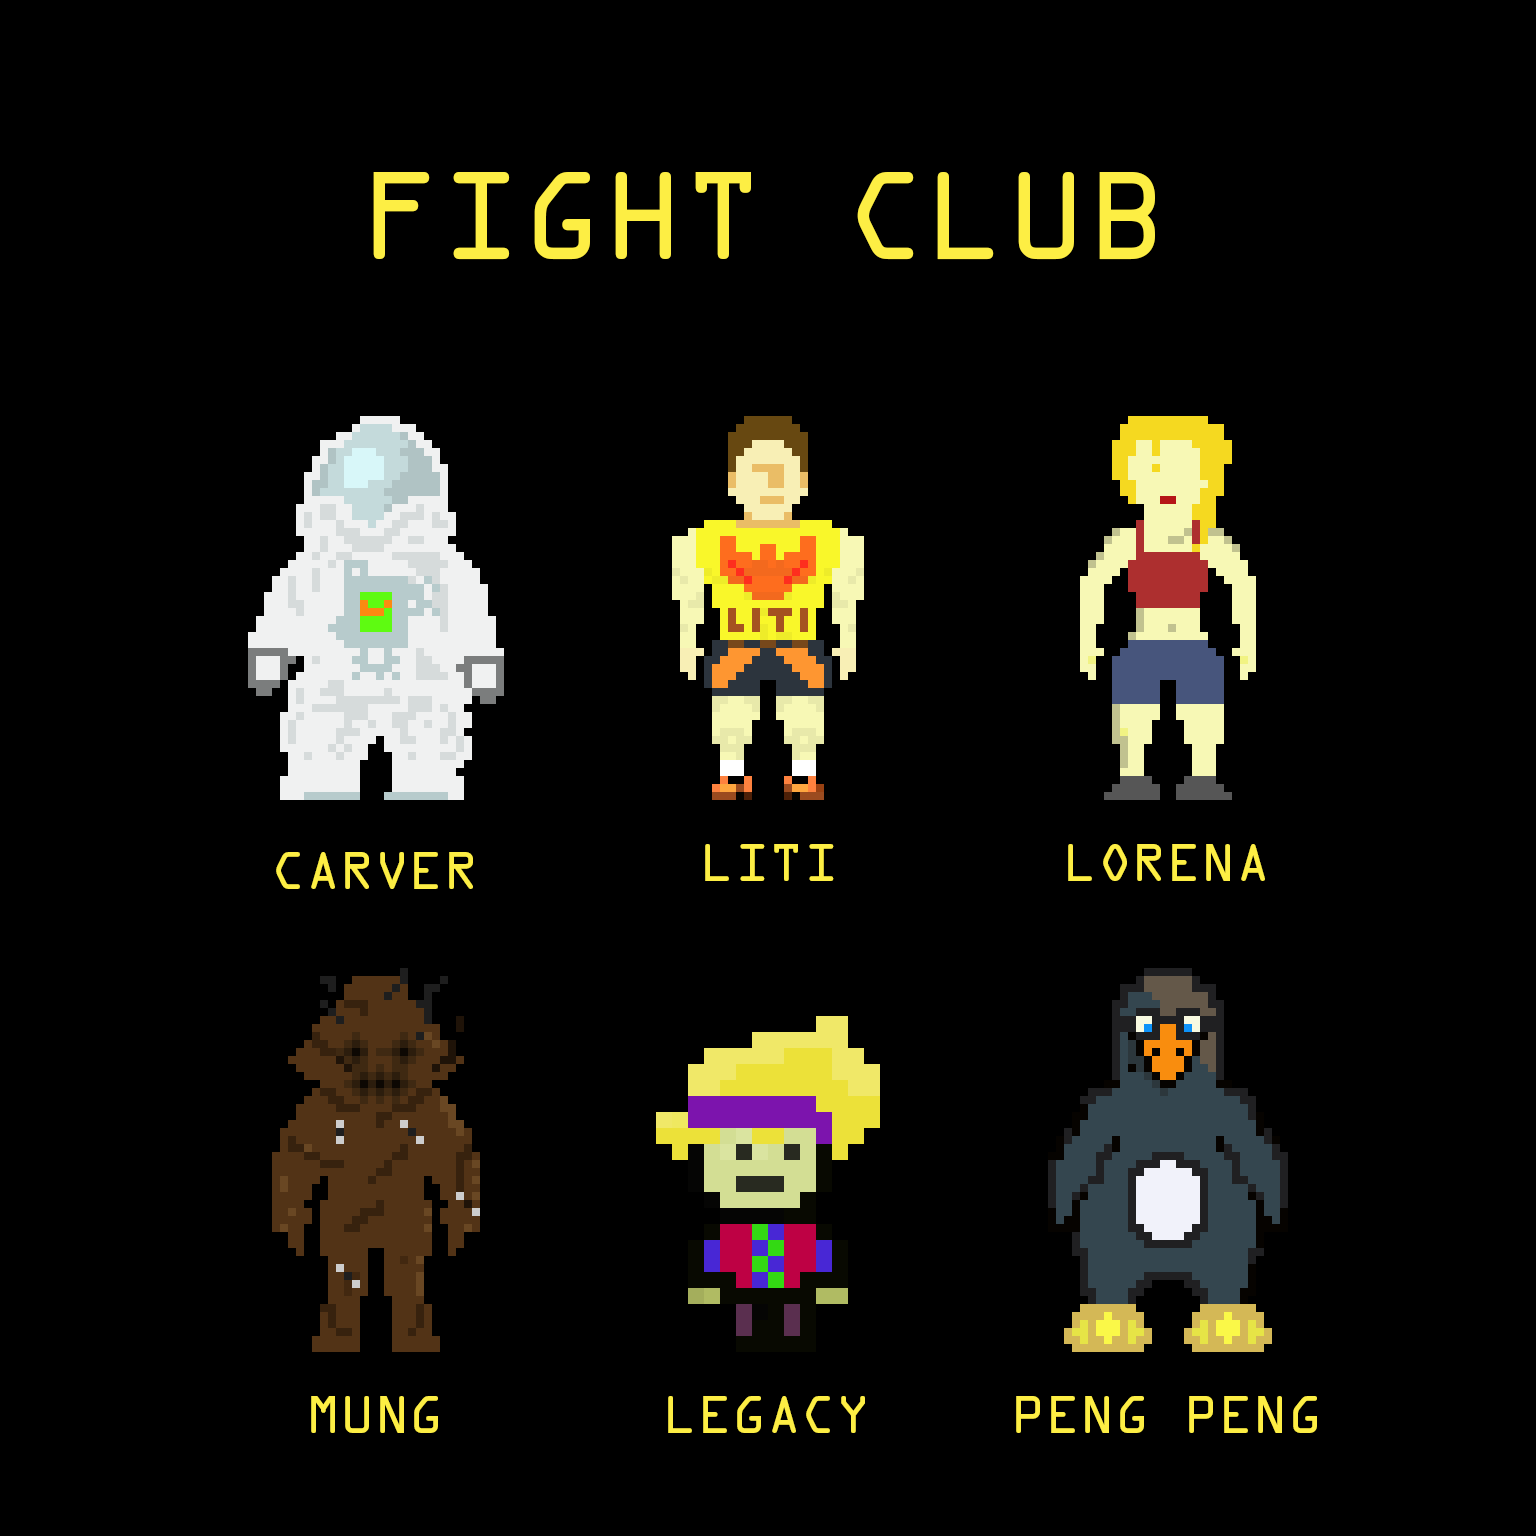 FIGHT CLUB
LITI
CARVER
LITI
LORENA
MUNG
LEGACY
PENG PENG